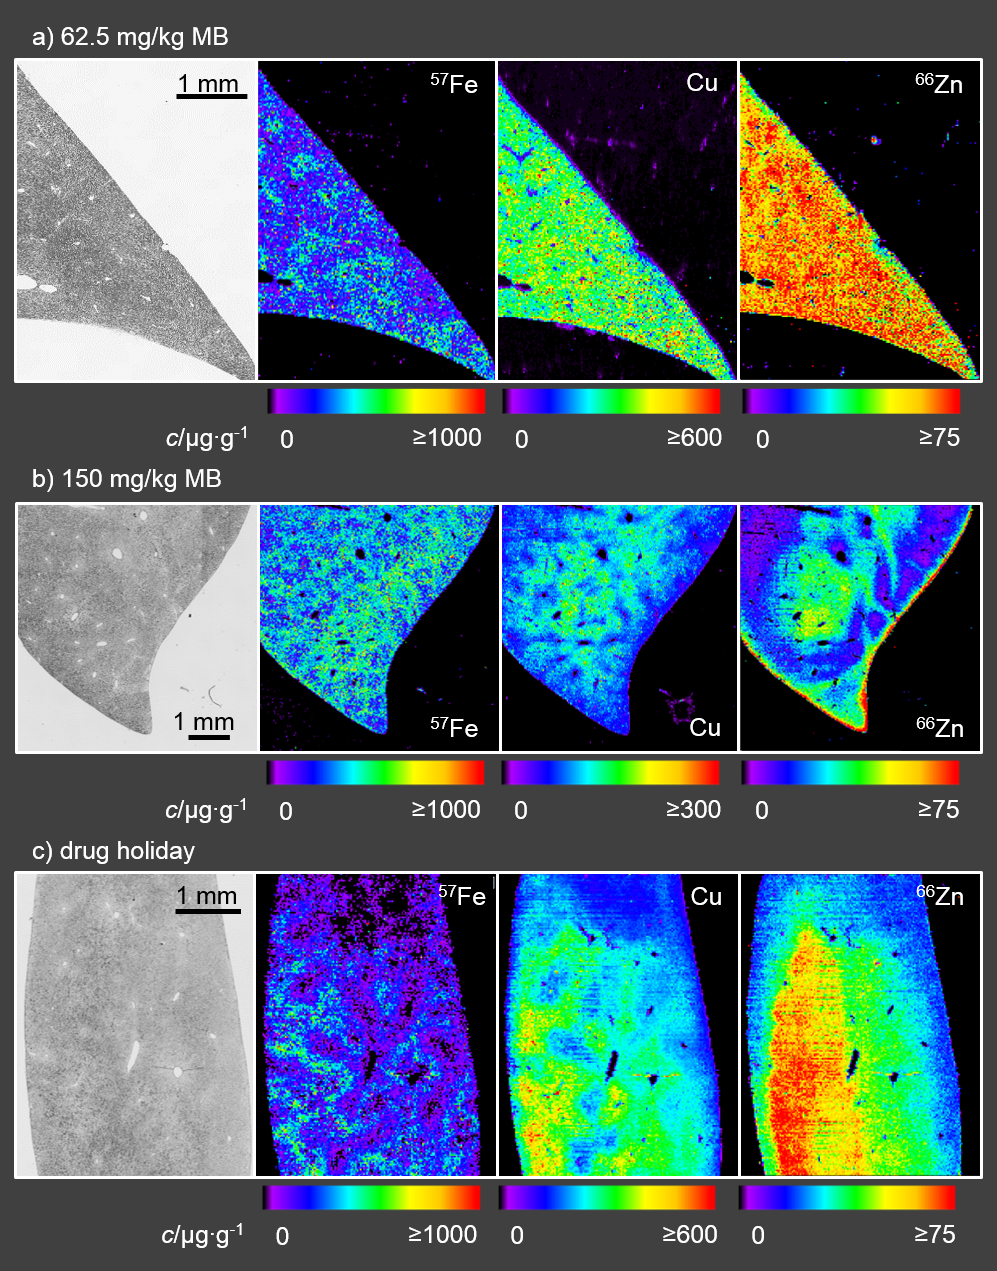 a) 62.5 mg/kg MB
1 mm ⁵⁷Fe Cu ⁶⁶Zn
c/µg·g⁻¹ 0 ≥1000 0 ≥600 0 ≥75
b) 150 mg/kg MB
1 mm ⁵⁷Fe Cu ⁶⁶Zn
c/µg·g⁻¹ 0 ≥1000 0 ≥300 0 ≥75
c) drug holiday
1 mm ⁵⁷Fe Cu ⁶⁶Zn
c/µg·g⁻¹ 0 ≥1000 0 ≥600 0 ≥75